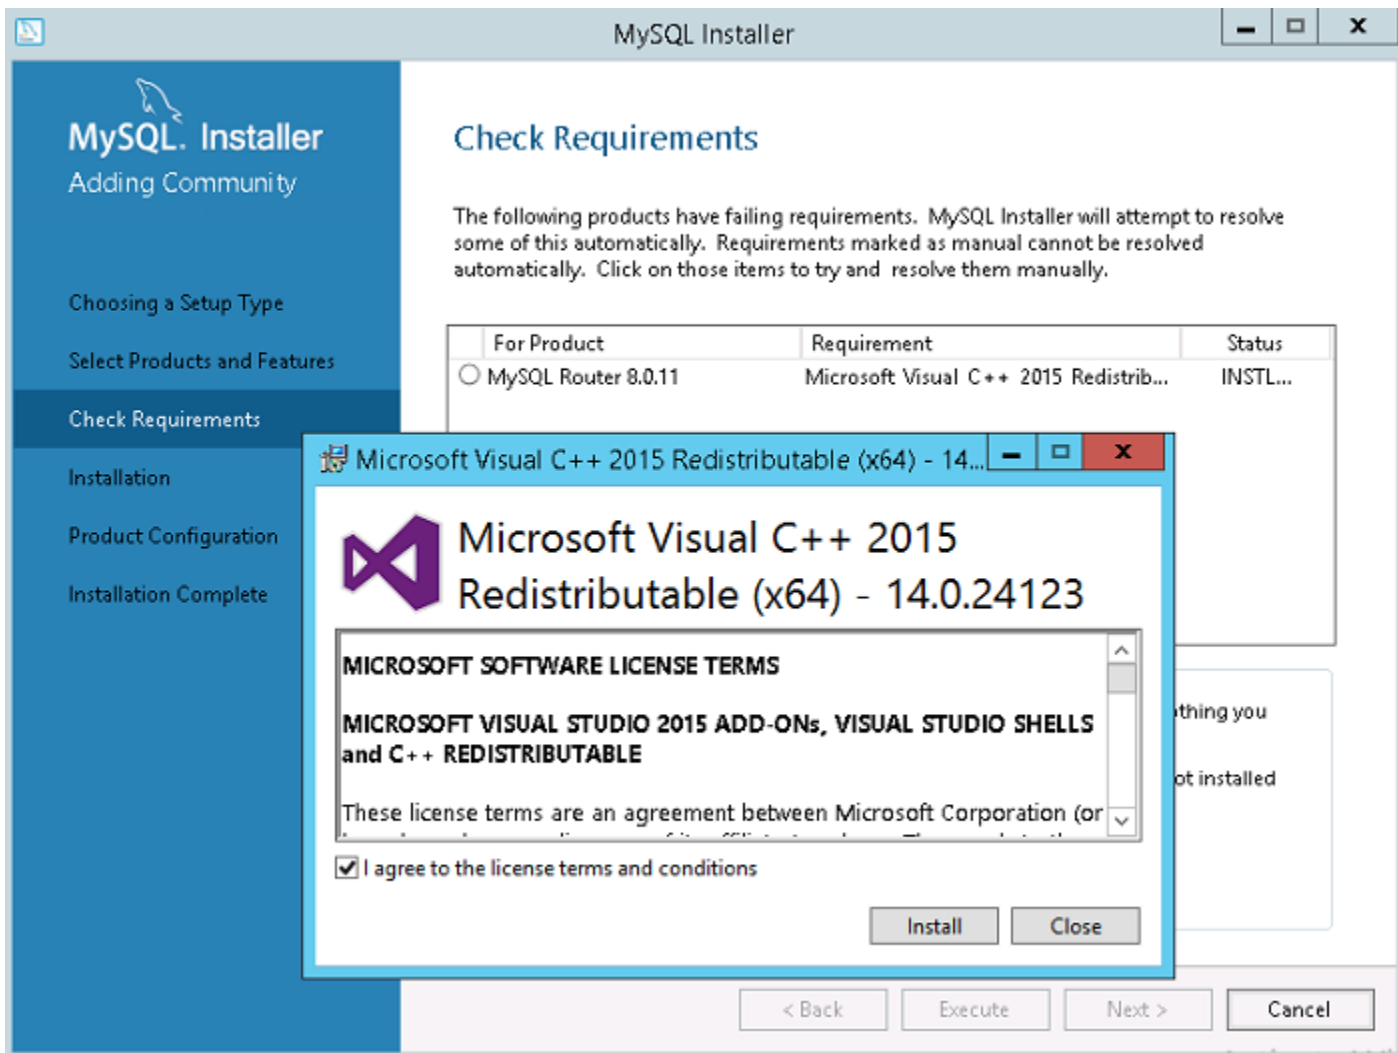 MySQL Installer
MySQL. Installer
Adding Community
Choosing a Setup Type
Select Products and Features
Check Requirements
Installation
Product Configuration
Installation Complete
Check Requirements
The following products have failing requirements. MySQL Installer will attempt to resolve
some of this automatically. Requirements marked as manual cannot be resolved
automatically. Click on those items to try and resolve them manually.
For Product Requirement Status
MySQL Router 8.0.11 Microsoft Visual C++ 2015 Redistrib... INSTL...
Microsoft Visual C++ 2015 Redistributable (x64) - 14...
Microsoft Visual C++ 2015
Redistributable (x64) - 14.0.24123
MICROSOFT SOFTWARE LICENSE TERMS
MICROSOFT VISUAL STUDIO 2015 ADD-ONs, VISUAL STUDIO SHELLS
and C++ REDISTRIBUTABLE
These license terms are an agreement between Microsoft Corporation (or
I agree to the license terms and conditions
Install Close
thing you
ot installed
< Back Execute Next > Cancel